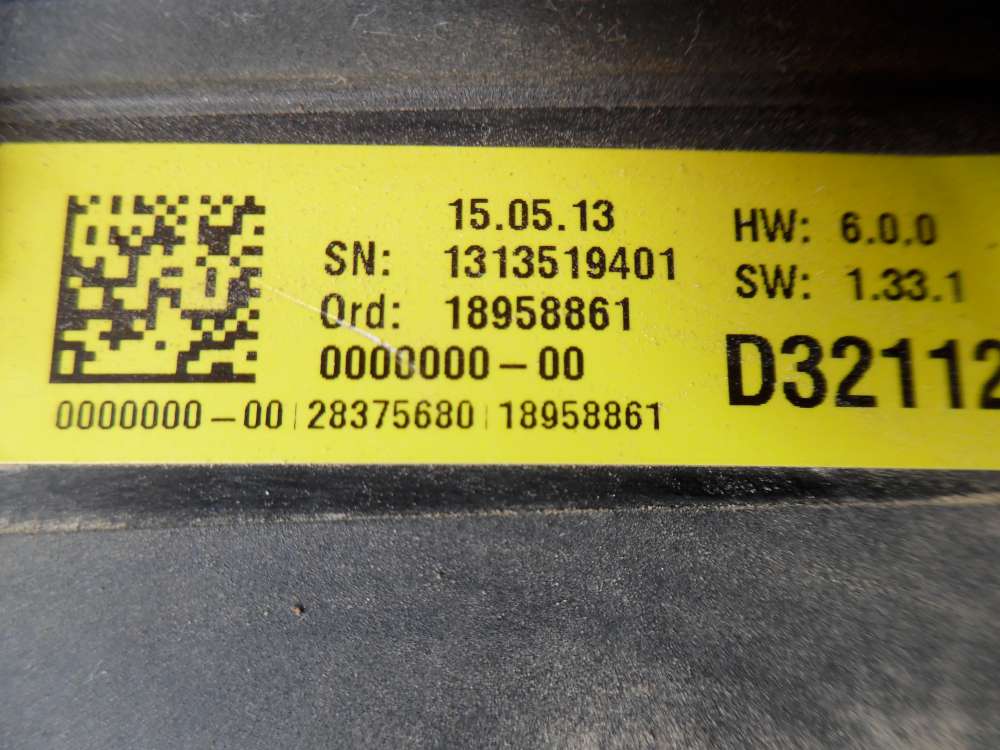 15.05.13
SN: 1313519401
Ord: 18958861
0000000-00
0000000-00|28375680|18958861
HW: 6.0.0
SW: 1.33.1
D32112